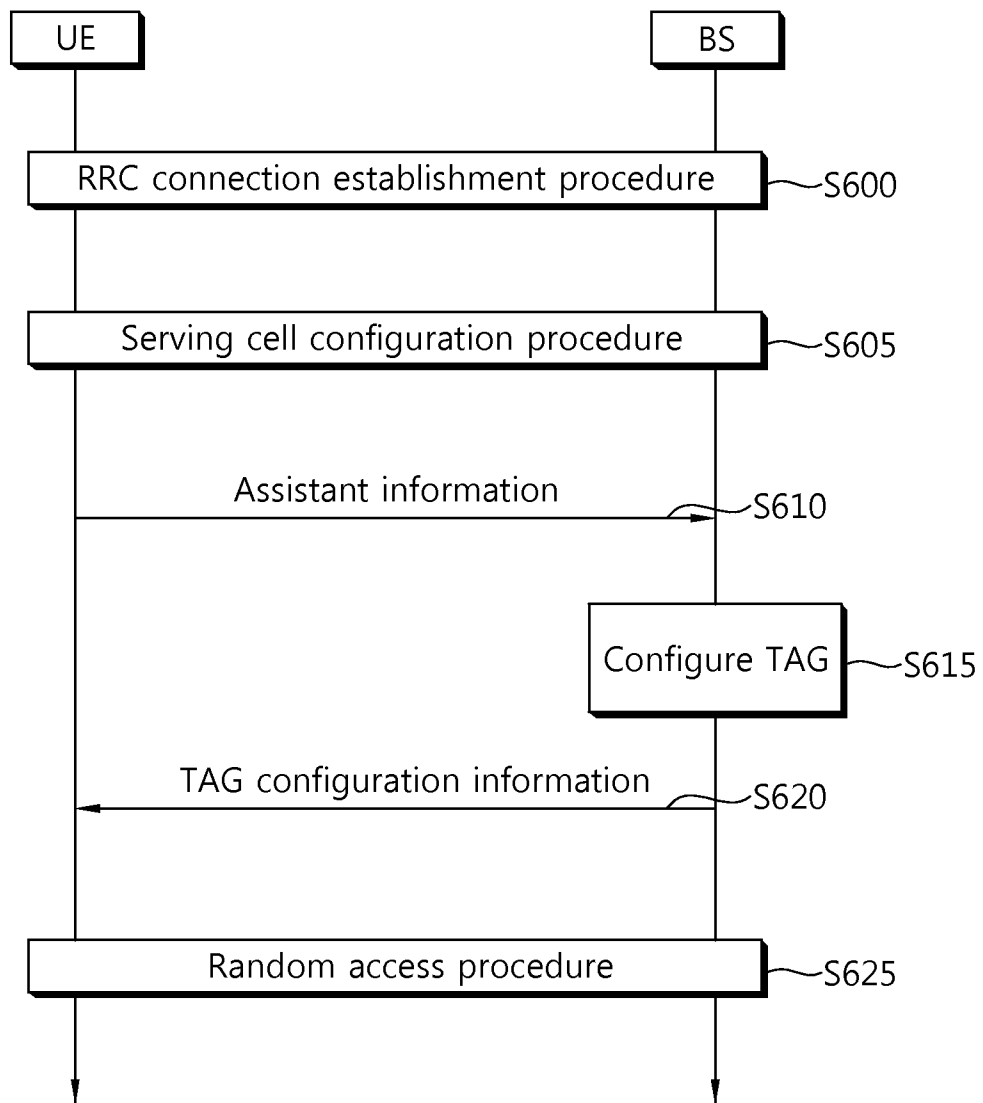 UE
BS
RRC connection establishment procedure
S600
Serving cell configuration procedure
S605
Assistant information
S610
Configure TAG
S615
TAG configuration information
S620
Random access procedure
S625